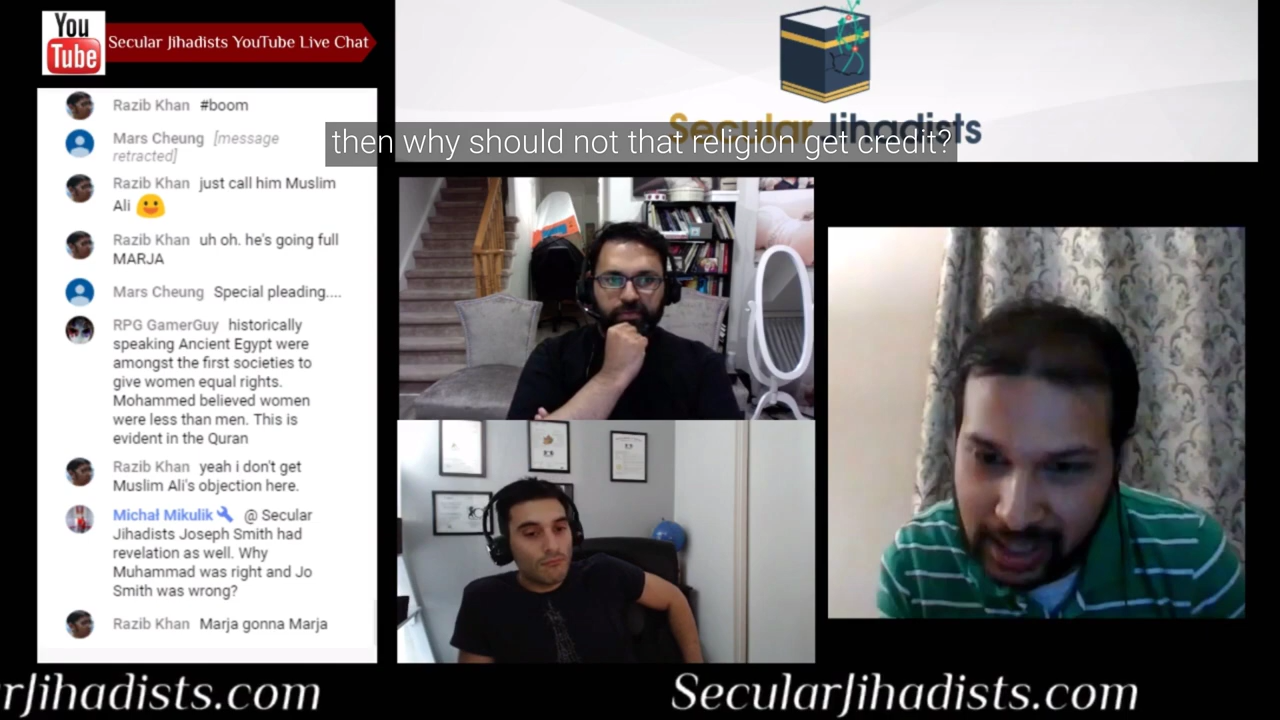 You
Tube
Secular Jihadists YouTube Live Chat
Razib Khan #boom
Mars Cheung [message
retracted]
Razib Khan just call him Muslim
Ali
Razib Khan uh oh. he's going full
MARJA
Mars Cheung Special pleading....
RPG GamerGuy historically
speaking Ancient Egypt were
amongst the first societies to
give women equal rights.
Mohammed believed women
were less than men. This is
evident in the Quran
Razib Khan yeah i don't get
Muslim Ali's objection here.
Michał Mikulik @ Secular
Jihadists Joseph Smith had
revelation as well. Why
Muhammad was right and Jo
Smith was wrong?
Razib Khan Marja gonna Marja
Secular Jihadists
then why should not that religion get credit?
rJihadists.com
SecularJihadists.com